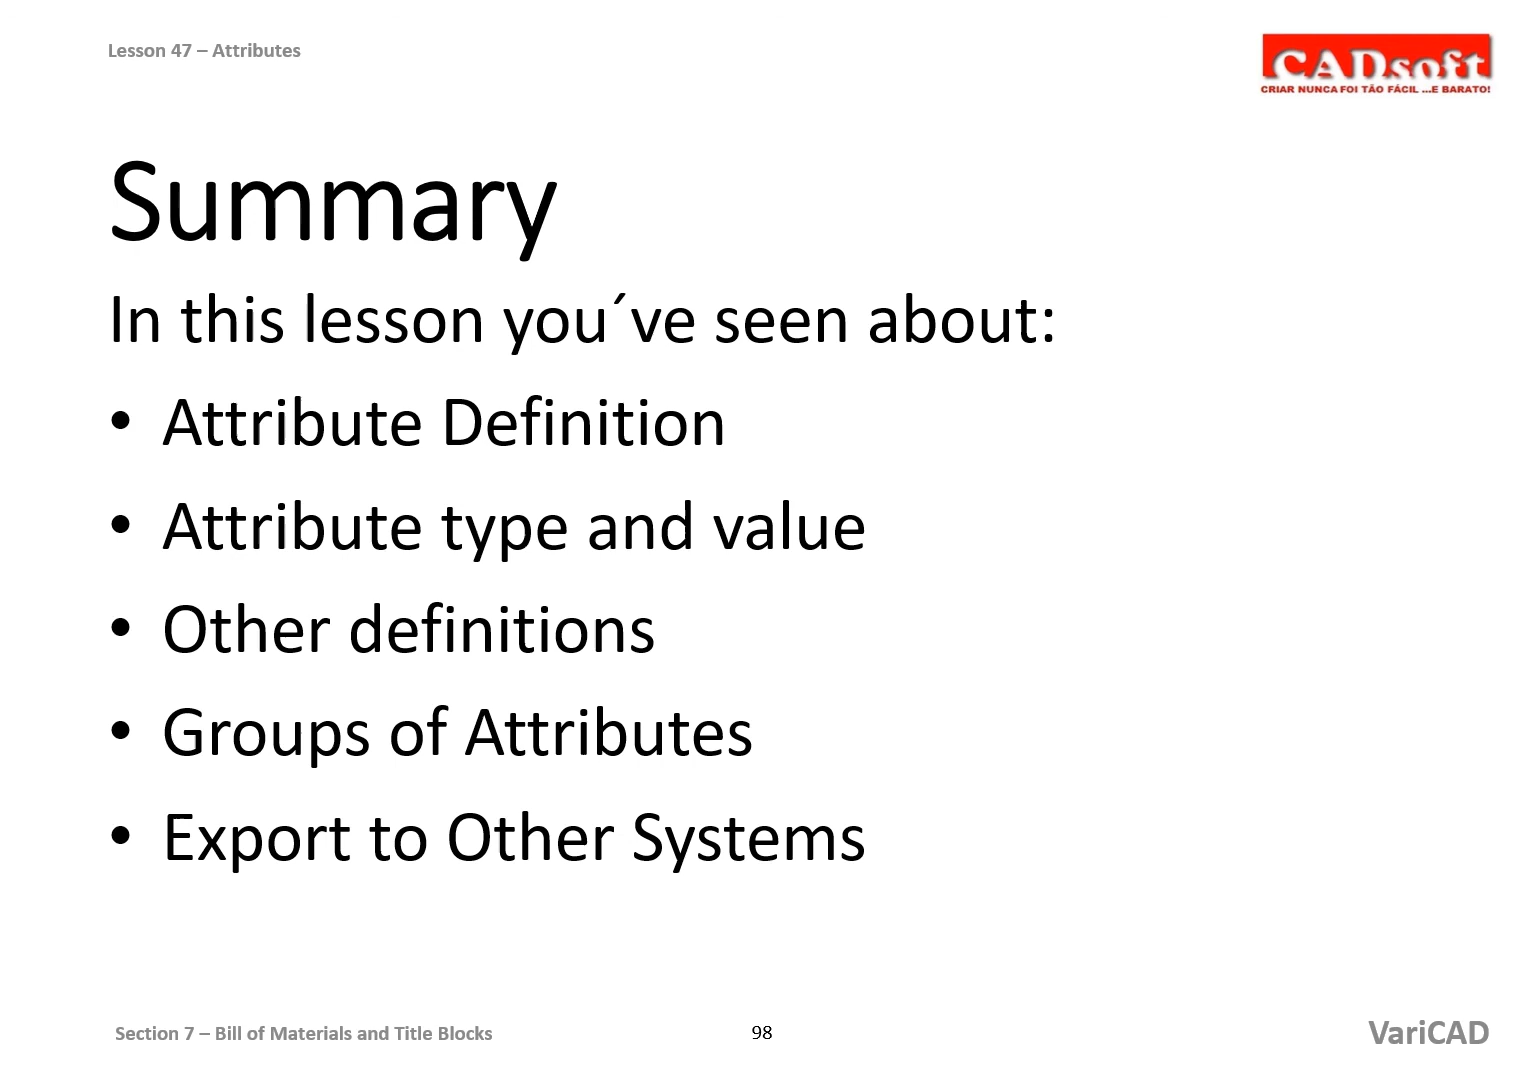 Lesson 47 – Attributes
CADsoft
CRIAR NUNCA FOI TÃO FÁCIL ...E BARATO!
Summary
In this lesson you´ve seen about:
• Attribute Definition
• Attribute type and value
• Other definitions
• Groups of Attributes
• Export to Other Systems
Section 7 – Bill of Materials and Title Blocks
98
VariCAD